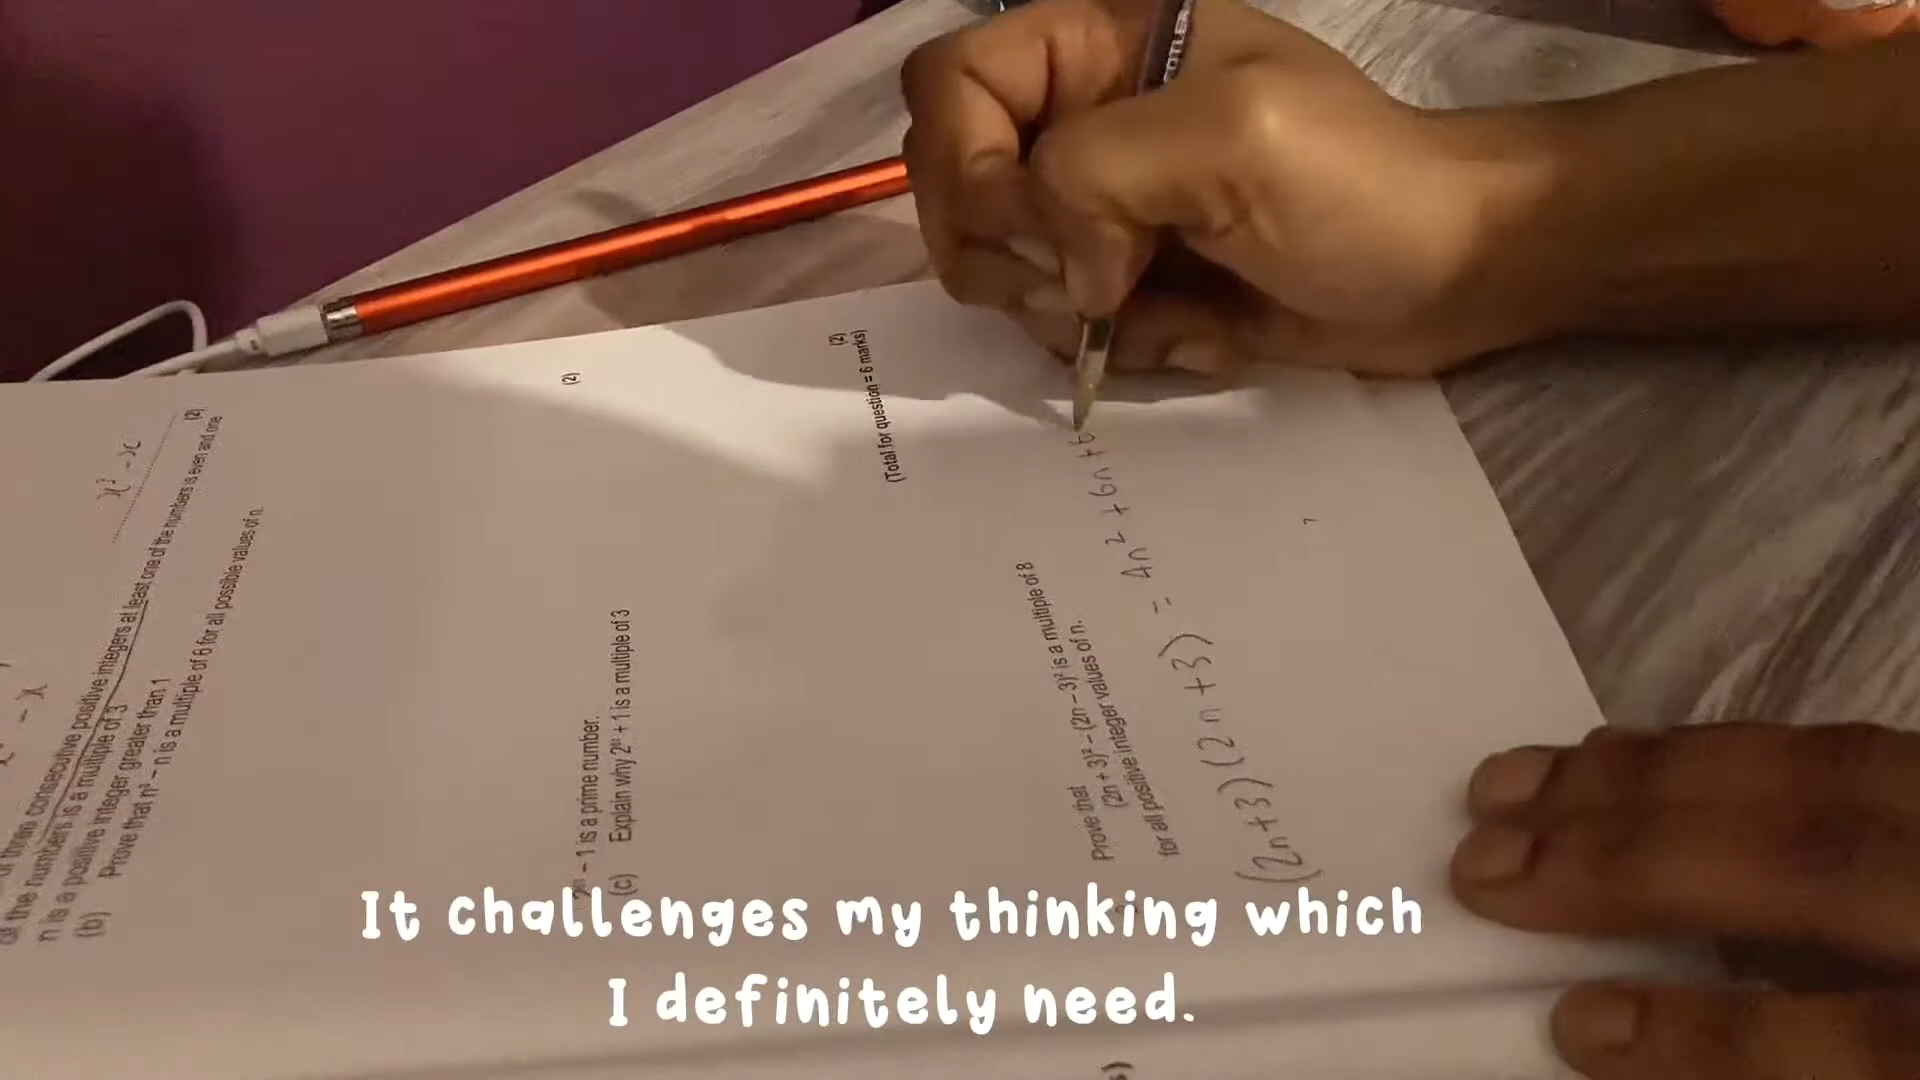 x³ - x
(2)
of the numbers is a multiple of 3
consecutive positive integers at least one of the numbers is even and one
n is a positive integer greater than 1
(b) Prove that n³ – n is a multiple of 6 for all possible values of n.
(2)
– 1 is a prime number.
(c) Explain why 2⁶¹ + 1 is a multiple of 3
(2)
(Total for question = 6 marks)
Prove that
(2n + 3)² – (2n – 3)² is a multiple of 8
for all positive integer values of n.
(2n+3)(2n+3) = 4n² + 6n + 6
7
It challenges my thinking which
I definitely need.